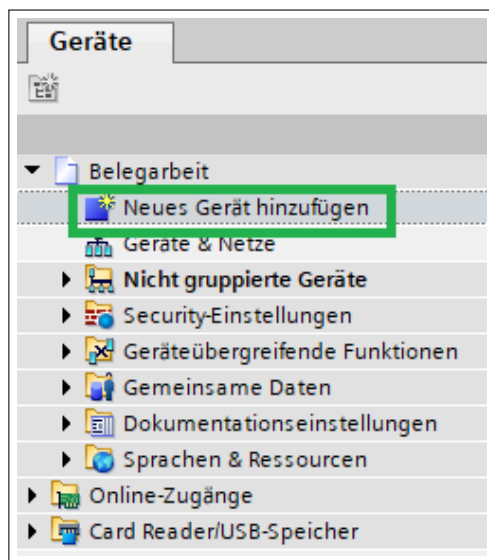 Geräte
Belegarbeit
Neues Gerät hinzufügen
Geräte & Netze
Nicht gruppierte Geräte
Security-Einstellungen
Geräteübergreifende Funktionen
Gemeinsame Daten
Dokumentationseinstellungen
Sprachen & Ressourcen
Online-Zugänge
Card Reader/USB-Speicher